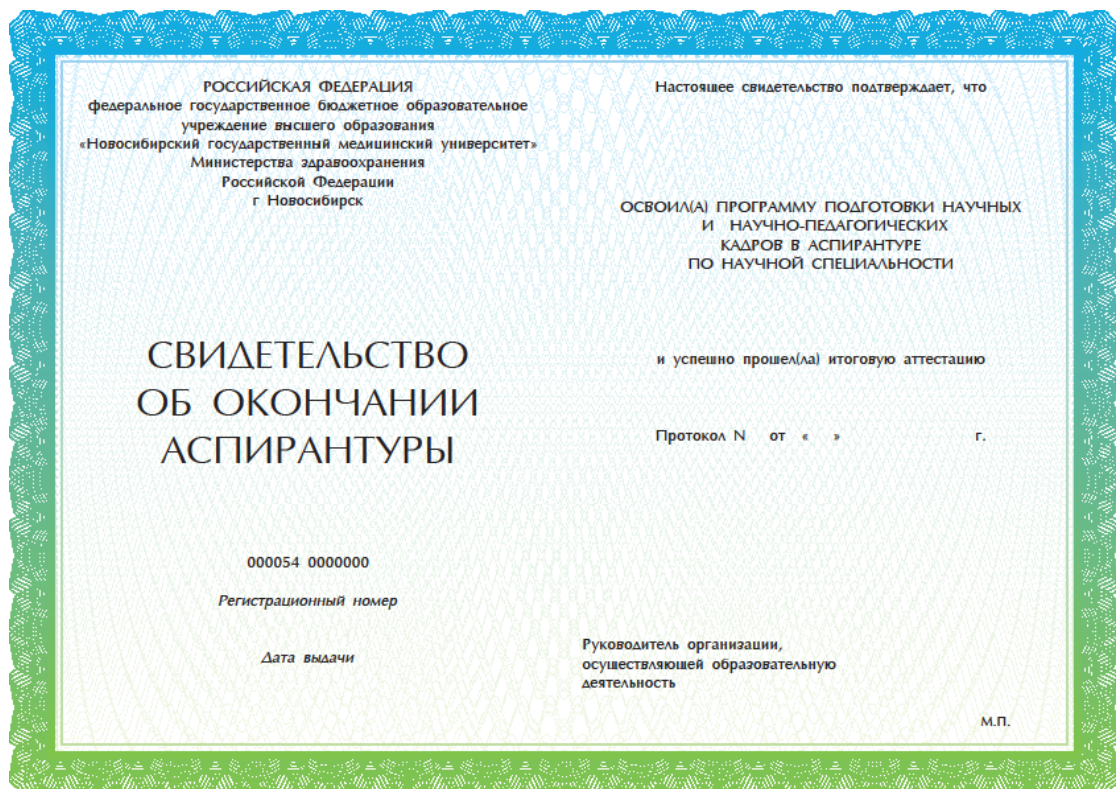 РОССИЙСКАЯ ФЕДЕРАЦИЯ
федеральное государственное бюджетное образовательное
учреждение высшего образования
«Новосибирский государственный медицинский университет»
Министерства здравоохранения
Российской Федерации
г Новосибирск
СВИДЕТЕЛЬСТВО
ОБ ОКОНЧАНИИ
АСПИРАНТУРЫ
000054 0000000
Регистрационный номер
Дата выдачи
Настоящее свидетельство подтверждает, что
ОСВОИЛ(А) ПРОГРАММУ ПОДГОТОВКИ НАУЧНЫХ
И НАУЧНО-ПЕДАГОГИЧЕСКИХ
КАДРОВ В АСПИРАНТУРЕ
ПО НАУЧНОЙ СПЕЦИАЛЬНОСТИ
и успешно прошел(ла) итоговую аттестацию
Протокол N от « » г.
Руководитель организации,
осуществляющей образовательную
деятельность
М.П.